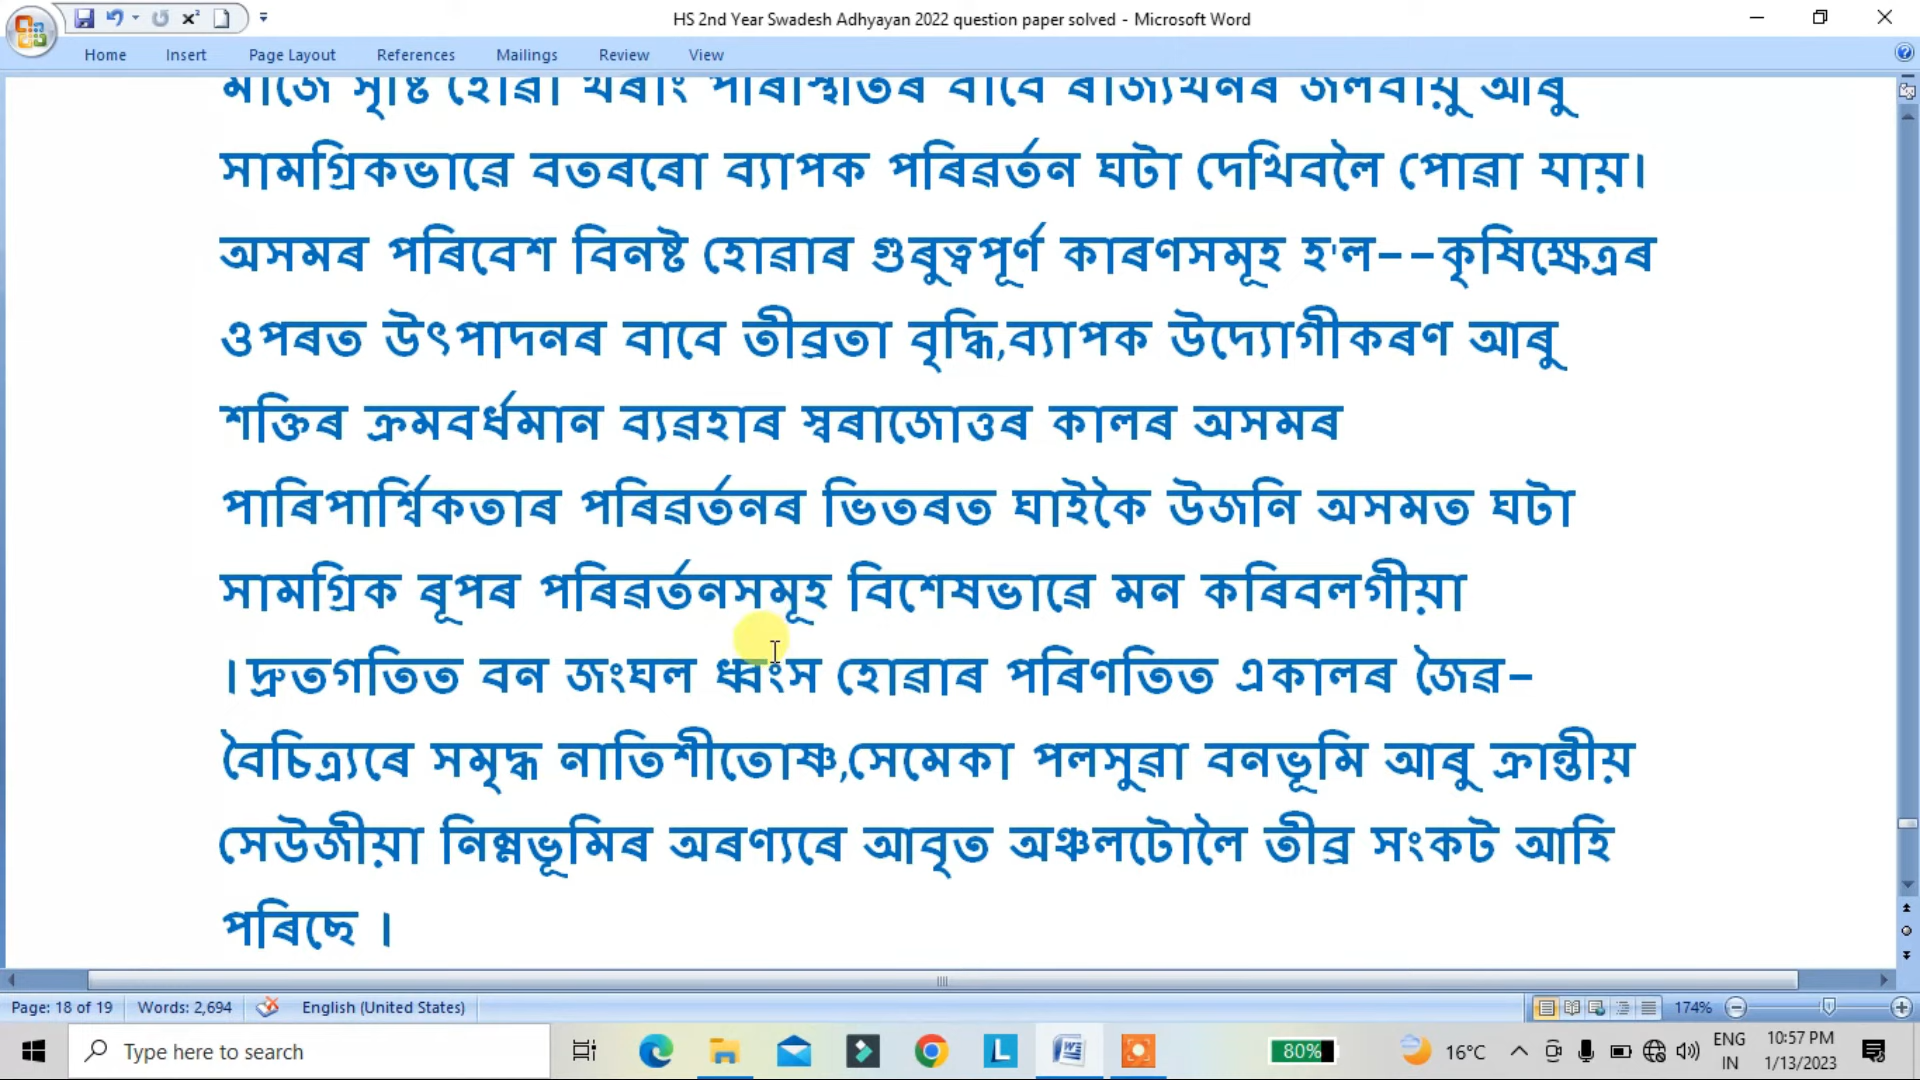 HS 2nd Year Swadesh Adhyayan 2022 question paper solved - Microsoft Word
Home Insert Page Layout References Mailings Review View
মাজে সৃষ্টি হোৱা খৰাং পৰিস্থিতিৰ বাবে ৰাজ্যখনৰ জলবায়ু আৰু
সামগ্ৰিকভাৱে বতৰৰো ব্যাপক পৰিৱৰ্তন ঘটা দেখিবলৈ পোৱা যায়।
অসমৰ পৰিবেশ বিনষ্ট হোৱাৰ গুৰুত্বপূৰ্ণ কাৰণসমূহ হ'ল--কৃষিক্ষেত্ৰৰ
ওপৰত উৎপাদনৰ বাবে তীব্ৰতা বৃদ্ধি,ব্যাপক উদ্যোগীকৰণ আৰু
শক্তিৰ ক্ৰমবৰ্ধমান ব্যৱহাৰ স্বৰাজোত্তৰ কালৰ অসমৰ
পাৰিপাৰ্শ্বিকতাৰ পৰিৱৰ্তনৰ ভিতৰত ঘাইকৈ উজনি অসমত ঘটা
সামগ্ৰিক ৰূপৰ পৰিৱৰ্তনসমূহ বিশেষভাৱে মন কৰিবলগীয়া
।দ্ৰুতগতিত বন জংঘল ধ্বংস হোৱাৰ পৰিণতিত একালৰ জৈৱ-
বৈচিত্ৰ্যৰে সমৃদ্ধ নাতিশীতোষ্ণ,সেমেকা পলসুৱা বনভূমি আৰু ক্ৰান্তীয়
সেউজীয়া নিম্নভূমিৰ অৰণ্যৰে আবৃত অঞ্চলটোলৈ তীব্ৰ সংকট আহি
পৰিছে ।
Page: 18 of 19 Words: 2,694 English (United States) 174%
Type here to search 80% 16°C ENG 10:57 PM
IN 1/13/2023